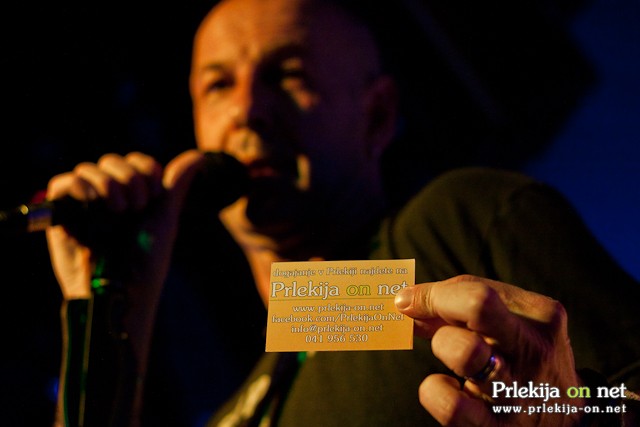 dogajanje v Prlekiji najdete na
Prlekija on net
www.prlekija-on.net
facebook.com/PrlekijaOnNet
info@prlekija-on.net
041 956 530
Prlekija on net
www.prlekija-on.net